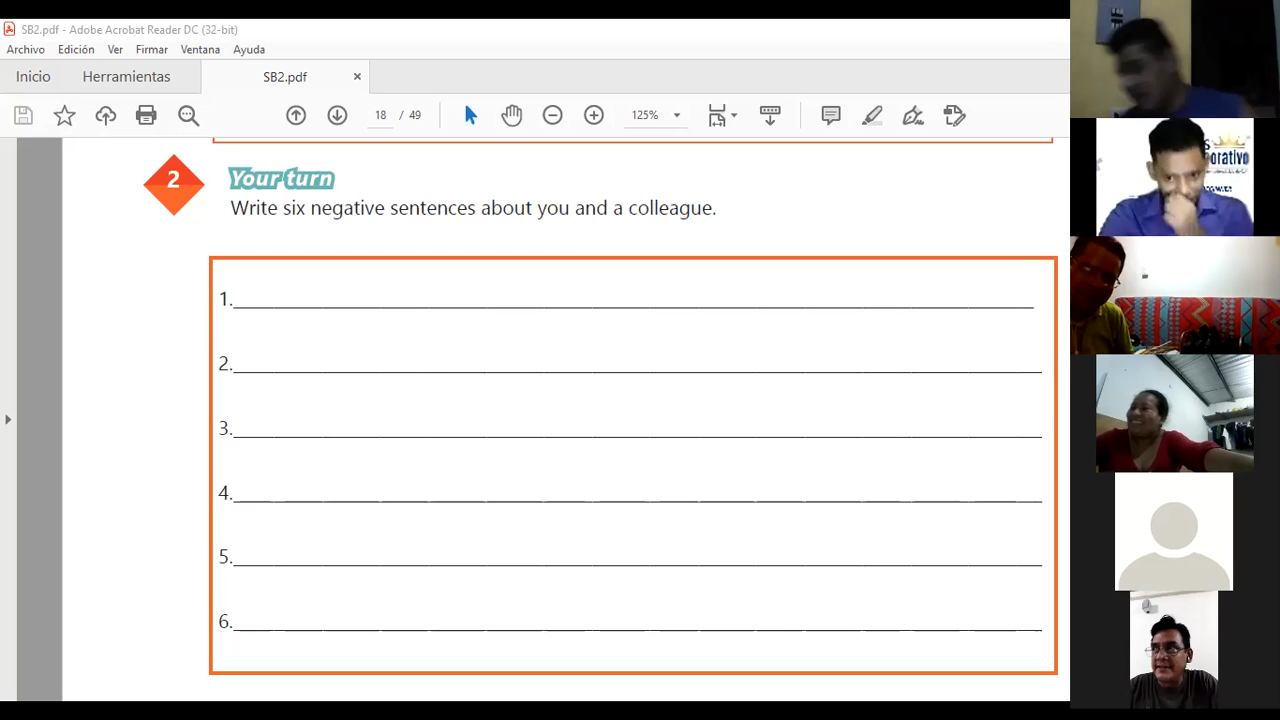 SB2.pdf - Adobe Acrobat Reader DC (32-bit)
Archivo Edición Ver Firmar Ventana Ayuda
Inicio Herramientas SB2.pdf ×
18 / 49 125%
2 Your turn
Write six negative sentences about you and a colleague.
1.
2.
3.
4.
5.
6.